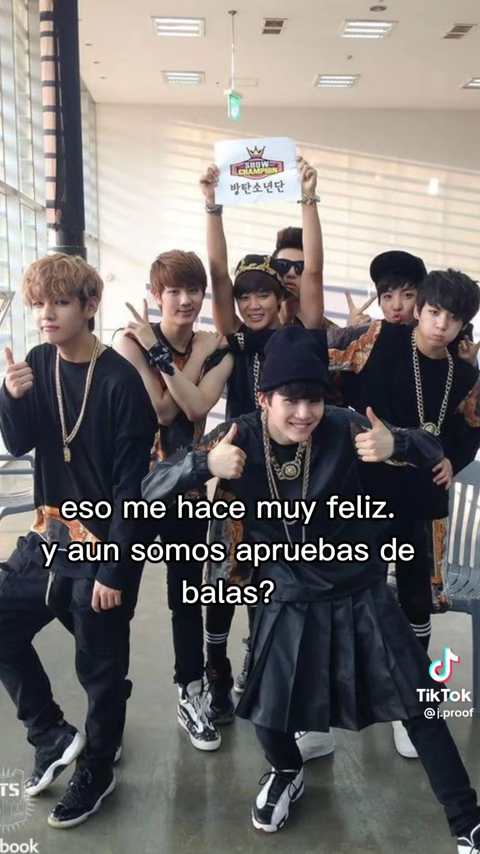 SHOW
CHAMPION
방탄소년단
eso me hace muy feliz.
y aun somos apruebas de
balas?
TikTok
@j.proof
TS
book